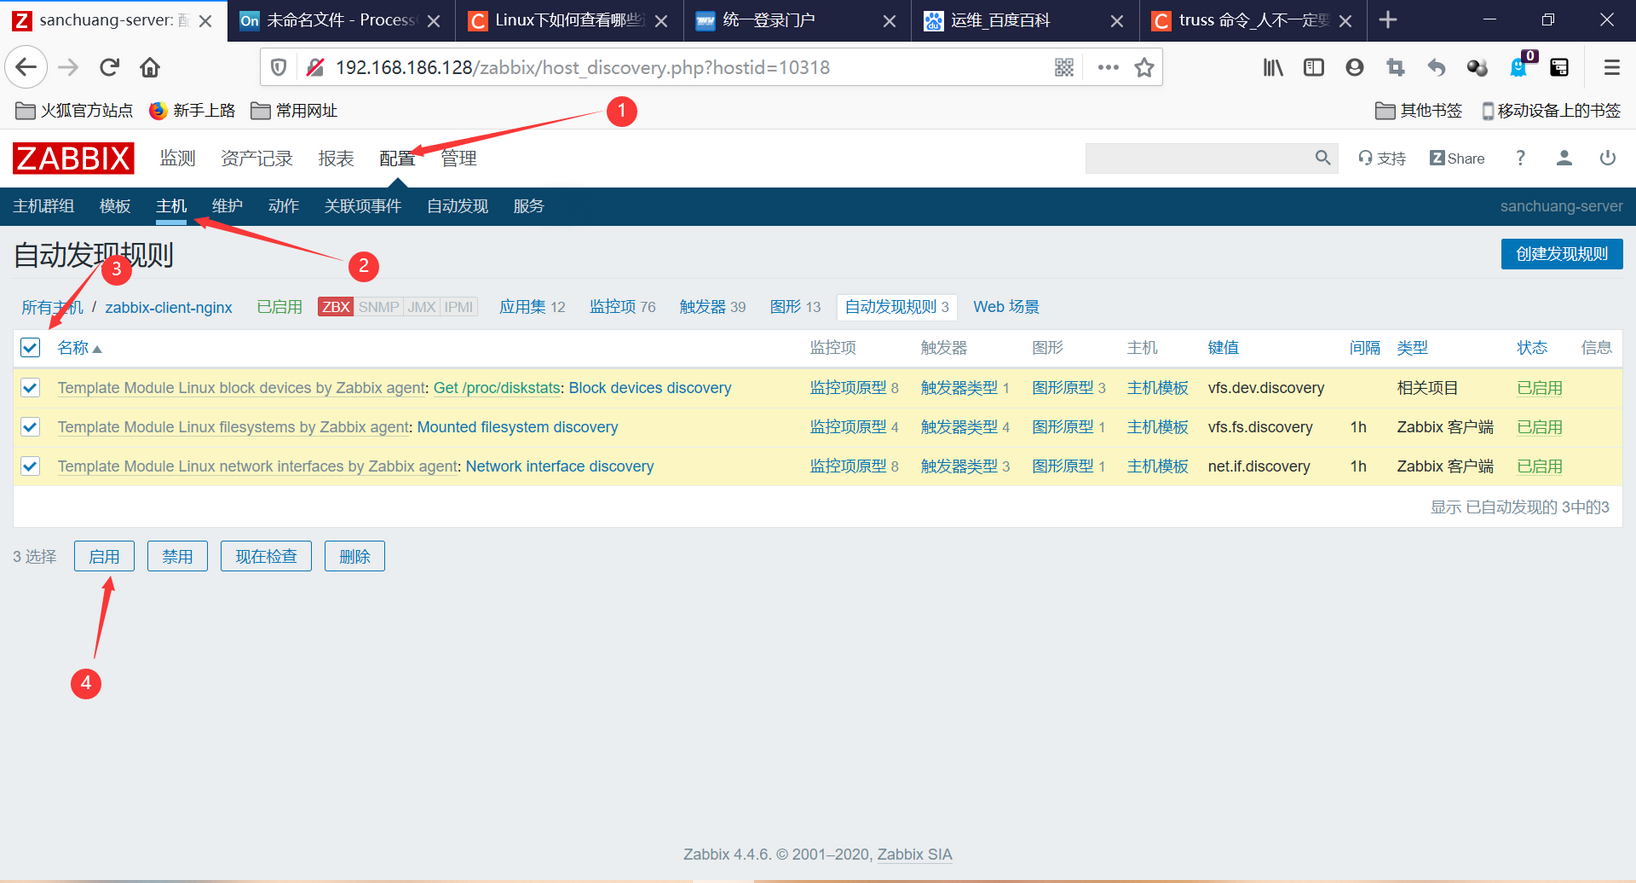 sanchuang-server: 配
On 未命名文件 - Process
Linux下如何查看哪些
统一登录门户
运维_百度百科
truss 命令_人不一定要
192.168.186.128/zabbix/host_discovery.php?hostid=10318
0
火狐官方站点
新手上路
常用网址
其他书签
移动设备上的书签
1
ZABBIX
监测
资产记录
报表
配置
管理
支持
Z Share
?
主机群组
模板
主机
维护
动作
关联项事件
自动发现
服务
sanchuang-server
自动发现规则
创建发现规则
2
3
所有主机 / zabbix-client-nginx
已启用
ZBX SNMP JMX IPMI
应用集 12
监控项 76
触发器 39
图形 13
自动发现规则 3
Web 场景
名称 监控项 触发器 图形 主机 键值 间隔 类型 状态 信息
Template Module Linux block devices by Zabbix agent: Get /proc/diskstats: Block devices discovery 监控项原型 8 触发器类型 1 图形原型 3 主机模板 vfs.dev.discovery 相关项目 已启用
Template Module Linux filesystems by Zabbix agent: Mounted filesystem discovery 监控项原型 4 触发器类型 4 图形原型 1 主机模板 vfs.fs.discovery 1h Zabbix 客户端 已启用
Template Module Linux network interfaces by Zabbix agent: Network interface discovery 监控项原型 8 触发器类型 3 图形原型 1 主机模板 net.if.discovery 1h Zabbix 客户端 已启用
显示 已自动发现的 3中的3
3 选择
启用
禁用
现在检查
删除
4
Zabbix 4.4.6. © 2001–2020, Zabbix SIA